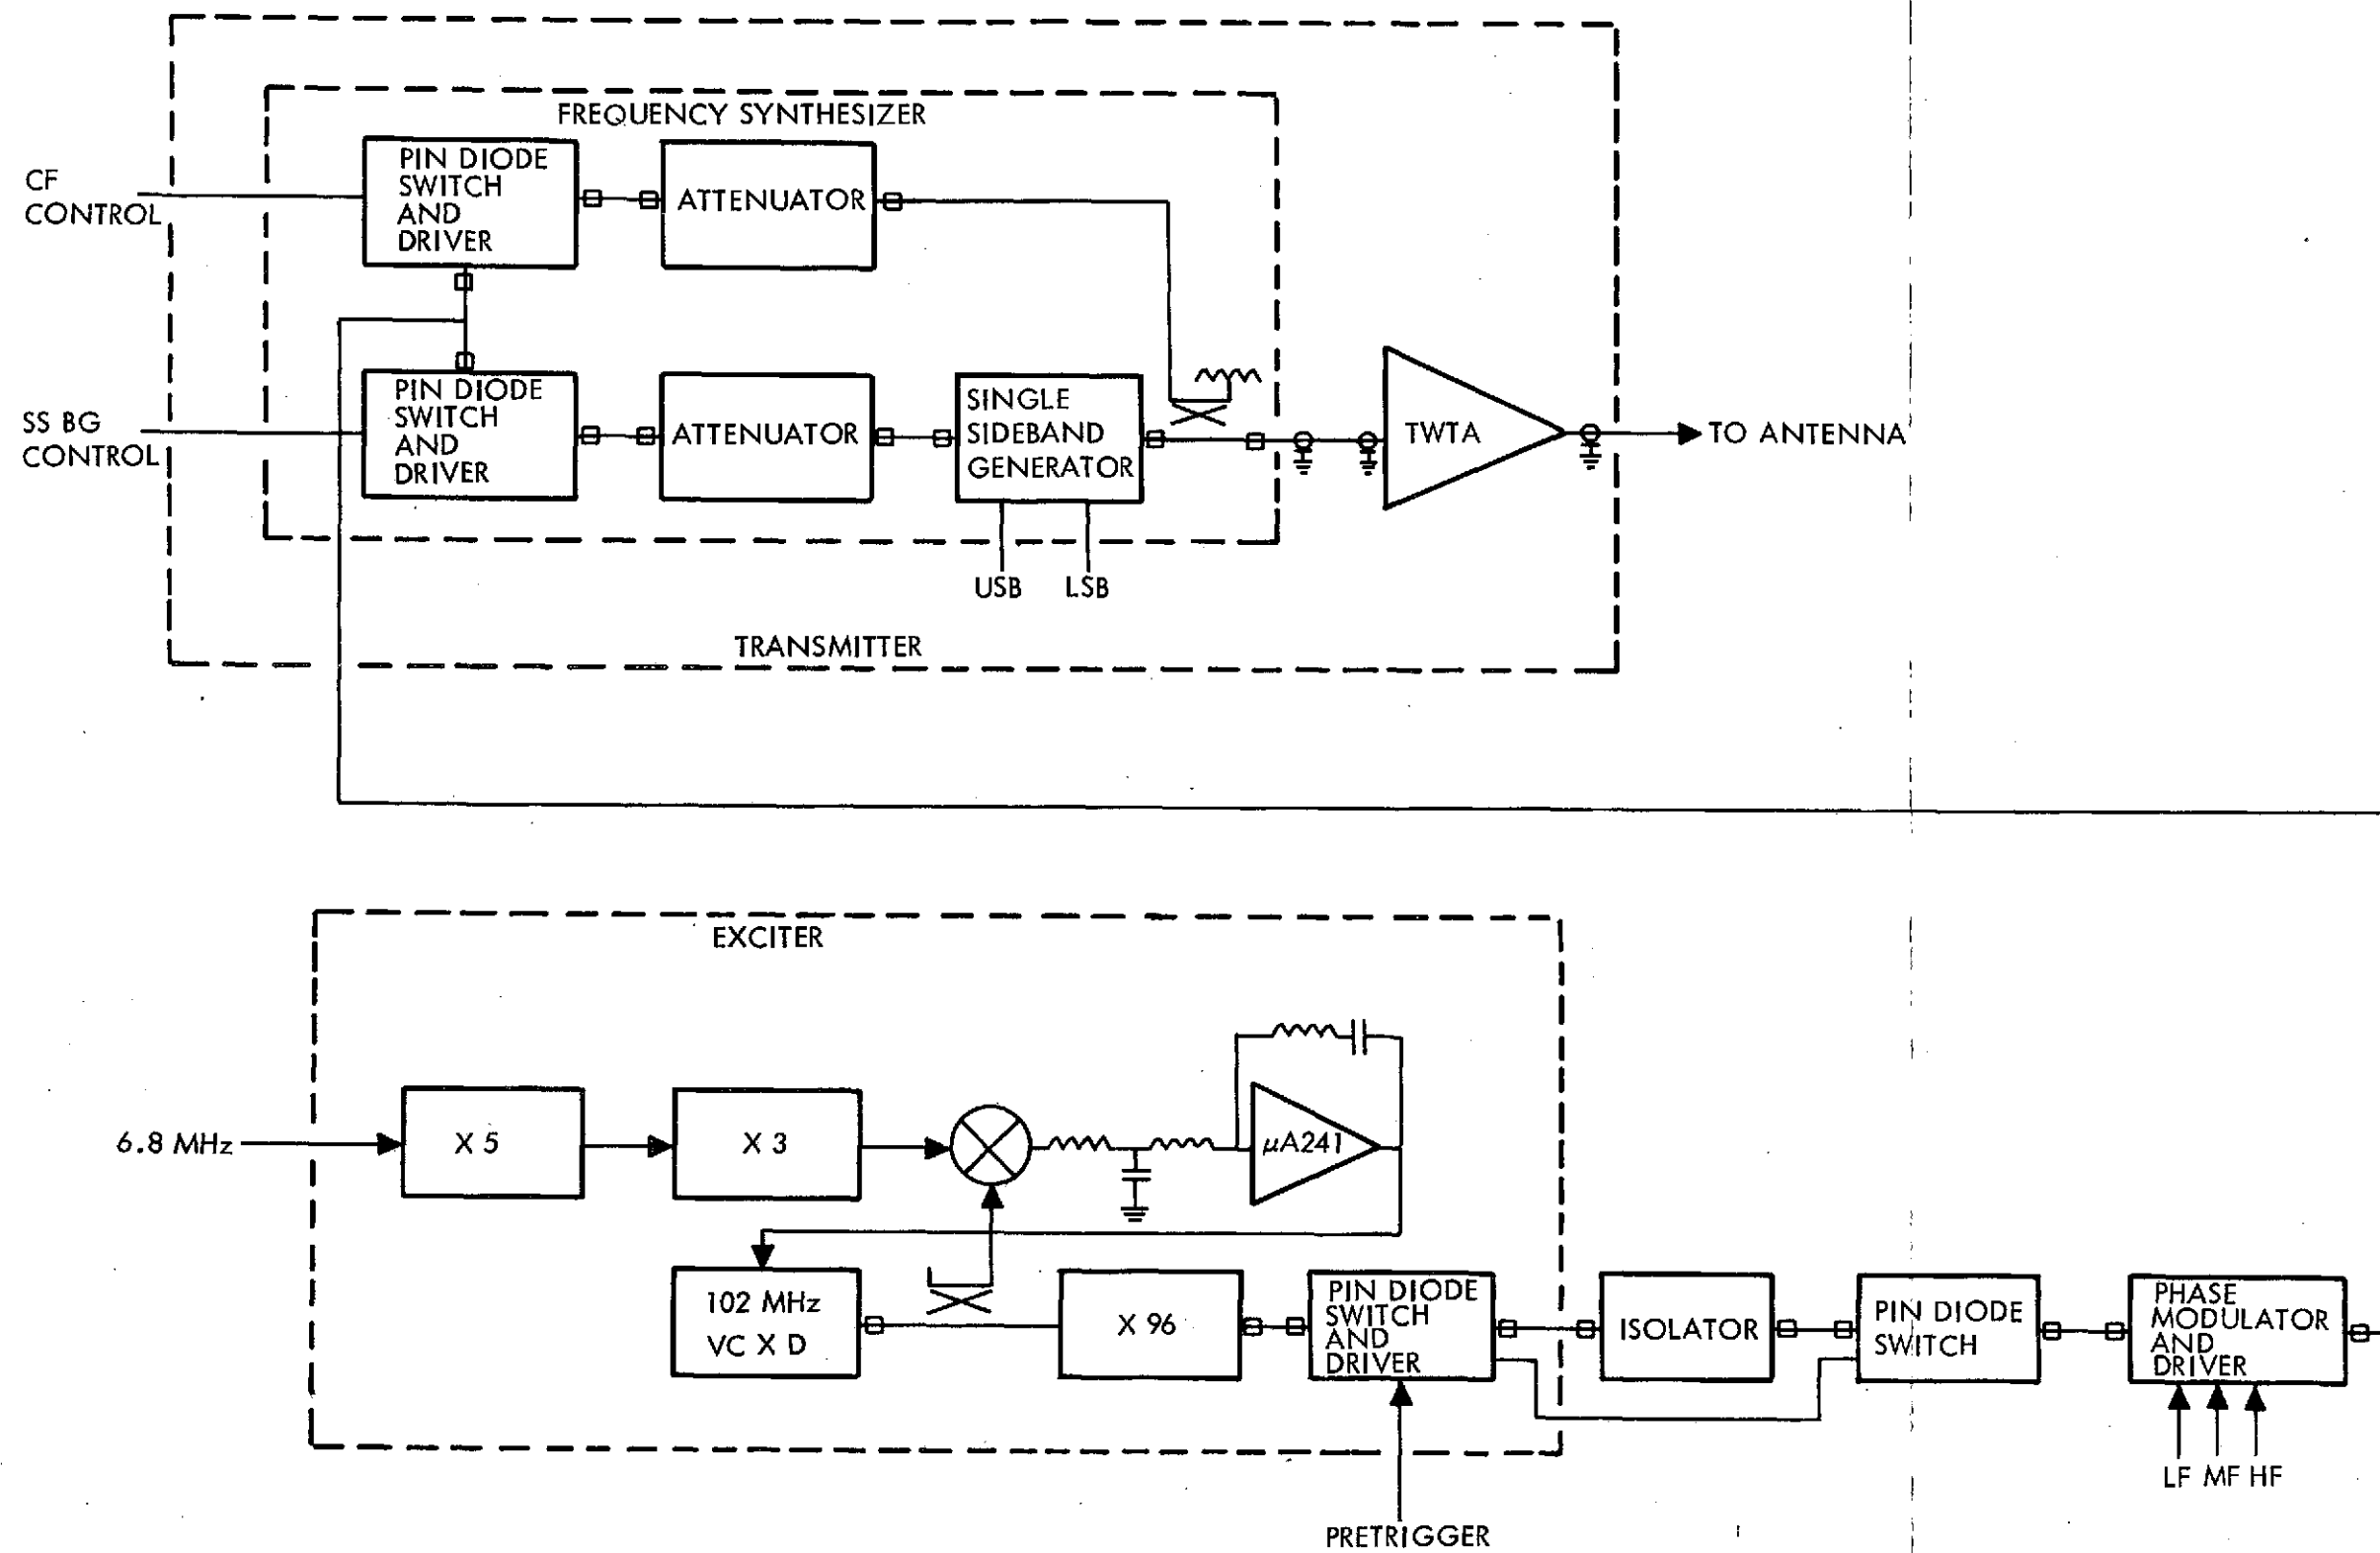 FREQUENCY SYNTHESIZER
CF
CONTROL
PIN DIODE
SWITCH
AND
DRIVER
ATTENUATOR
SS BG
CONTROL
PIN DIODE
SWITCH
AND
DRIVER
ATTENUATOR
SINGLE
SIDEBAND
GENERATOR
TWTA
TO ANTENNA
USB
LSB
TRANSMITTER
EXCITER
6.8 MHz
X 5
X 3
µA241
102 MHz
VC X D
X 96
PIN DIODE
SWITCH
AND
DRIVER
ISOLATOR
PIN DIODE
SWITCH
PHASE
MODULATOR
AND
DRIVER
LF MF HF
PRETRIGGER